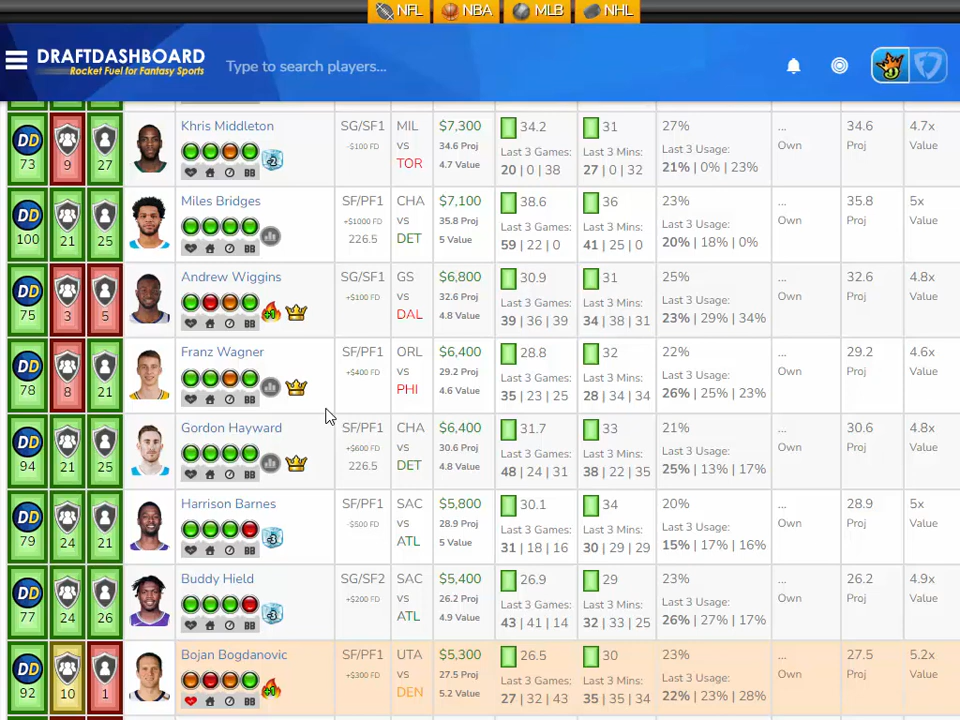 NFL NBA MLB NHL
DRAFTDASHBOARD
Rocket Fuel for Fantasy Sports
Type to search players...
DD 73 9 27 Khris Middleton SG/SF1 MIL $7,300 34.2 31 27% ... 34.6 4.7x
-$100 FD vs 34.6 Proj Last 3 Games: Last 3 Mins: Last 3 Usage: Own Proj Value
-2 BB TOR 4.7 Value 20 | 0 | 38 27 | 0 | 32 21% | 0% | 23%
DD 100 21 25 Miles Bridges SF/PF1 CHA $7,100 38.6 36 23% ... 35.8 5x
+$1000 FD vs 35.8 Proj Last 3 Games: Last 3 Mins: Last 3 Usage: Own Proj Value
BB 226.5 DET 5 Value 59 | 22 | 0 41 | 25 | 0 20% | 18% | 0%
DD 75 3 5 Andrew Wiggins SG/SF1 GS $6,800 30.9 31 25% ... 32.6 4.8x
+$100 FD vs 32.6 Proj Last 3 Games: Last 3 Mins: Last 3 Usage: Own Proj Value
+1 BB DAL 4.8 Value 39 | 36 | 39 34 | 38 | 31 23% | 29% | 34%
DD 78 8 21 Franz Wagner SF/PF1 ORL $6,400 28.8 32 22% ... 29.2 4.6x
+$400 FD vs 29.2 Proj Last 3 Games: Last 3 Mins: Last 3 Usage: Own Proj Value
BB PHI 4.6 Value 35 | 23 | 25 28 | 34 | 34 26% | 25% | 23%
DD 94 21 25 Gordon Hayward SF/PF1 CHA $6,400 31.7 33 21% ... 30.6 4.8x
+$600 FD vs 30.6 Proj Last 3 Games: Last 3 Mins: Last 3 Usage: Own Proj Value
BB 226.5 DET 4.8 Value 48 | 24 | 31 38 | 22 | 35 25% | 13% | 17%
DD 79 24 21 Harrison Barnes SF/PF1 SAC $5,800 30.1 34 20% ... 28.9 5x
-$500 FD vs 28.9 Proj Last 3 Games: Last 3 Mins: Last 3 Usage: Own Proj Value
-3 BB ATL 5 Value 31 | 18 | 16 30 | 29 | 29 15% | 17% | 16%
DD 77 24 26 Buddy Hield SG/SF2 SAC $5,400 26.9 29 23% ... 26.2 4.9x
+$200 FD vs 26.2 Proj Last 3 Games: Last 3 Mins: Last 3 Usage: Own Proj Value
-3 BB ATL 4.9 Value 43 | 41 | 14 32 | 33 | 25 26% | 27% | 17%
DD 92 10 1 Bojan Bogdanovic SF/PF1 UTA $5,300 26.5 30 23% ... 27.5 5.2x
+$300 FD vs 27.5 Proj Last 3 Games: Last 3 Mins: Last 3 Usage: Own Proj Value
+1 BB DEN 5.2 Value 27 | 32 | 43 35 | 35 | 34 22% | 23% | 28%